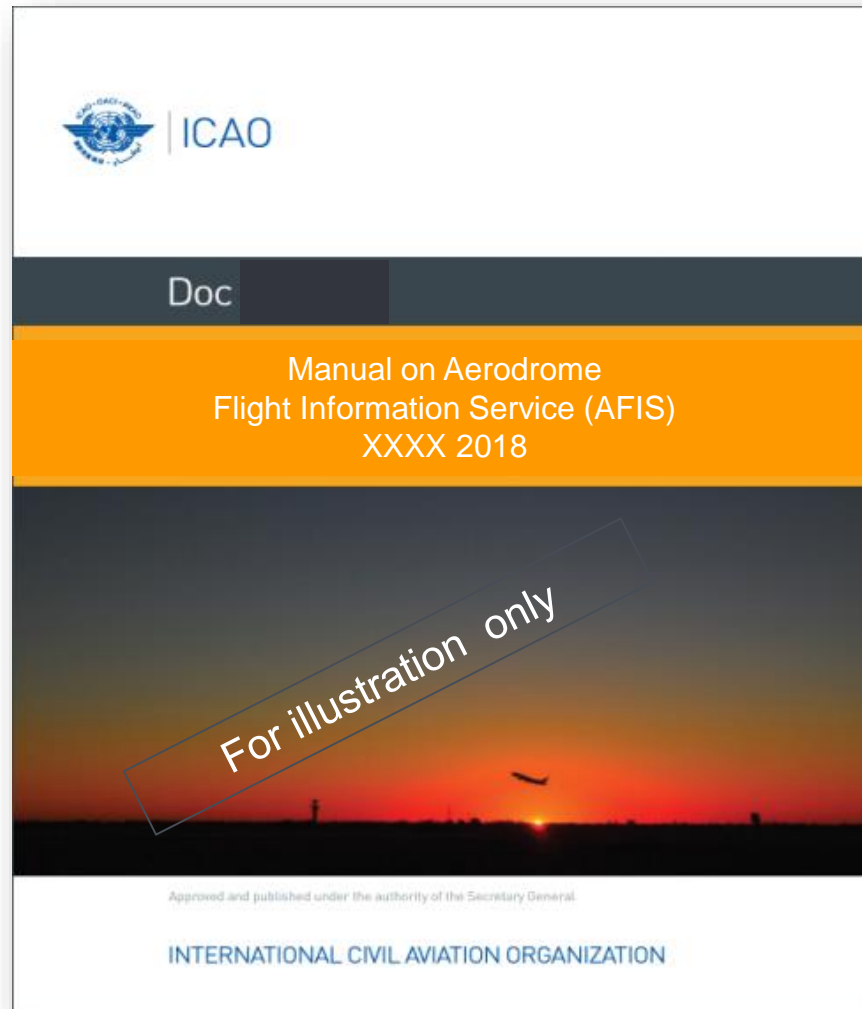 ICAO
Doc
Manual on Aerodrome
Flight Information Service (AFIS)
XXXX 2018
For illustration only
Approved and published under the authority of the Secretary General
INTERNATIONAL CIVIL AVIATION ORGANIZATION